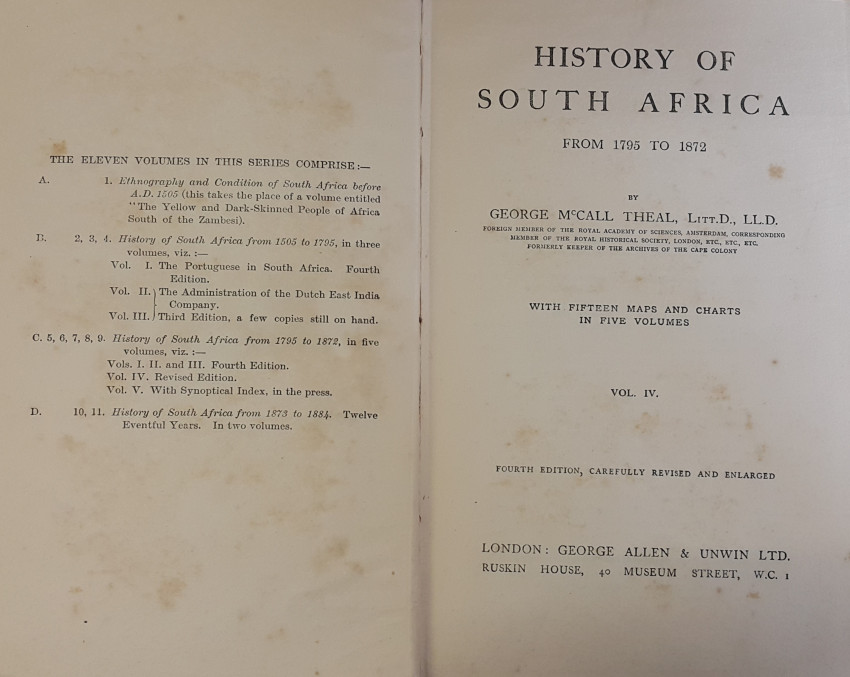 THE ELEVEN VOLUMES IN THIS SERIES COMPRISE:—
A. 1. Ethnography and Condition of South Africa before
A.D. 1505 (this takes the place of a volume entitled
"The Yellow and Dark-Skinned People of Africa
South of the Zambesi).
B. 2, 3, 4. History of South Africa from 1505 to 1795, in three
volumes, viz. :—
Vol. I. The Portuguese in South Africa. Fourth
Edition.
Vol. II. The Administration of the Dutch East India
Company.
Vol. III. Third Edition, a few copies still on hand.
C. 5, 6, 7, 8, 9. History of South Africa from 1795 to 1872, in five
volumes, viz. :—
Vols. I. II. and III. Fourth Edition.
Vol. IV. Revised Edition.
Vol. V. With Synoptical Index, in the press.
D. 10, 11. History of South Africa from 1873 to 1884. Twelve
Eventful Years. In two volumes.
HISTORY OF
SOUTH AFRICA
FROM 1795 TO 1872
BY
GEORGE McCALL THEAL, LITT.D., LL.D.
FOREIGN MEMBER OF THE ROYAL ACADEMY OF SCIENCES, AMSTERDAM, CORRESPONDING
MEMBER OF THE ROYAL HISTORICAL SOCIETY, LONDON, ETC., ETC., ETC.
FORMERLY KEEPER OF THE ARCHIVES OF THE CAPE COLONY
WITH FIFTEEN MAPS AND CHARTS
IN FIVE VOLUMES
VOL. IV.
FOURTH EDITION, CAREFULLY REVISED AND ENLARGED
LONDON: GEORGE ALLEN & UNWIN LTD.
RUSKIN HOUSE, 40 MUSEUM STREET, W.C. 1